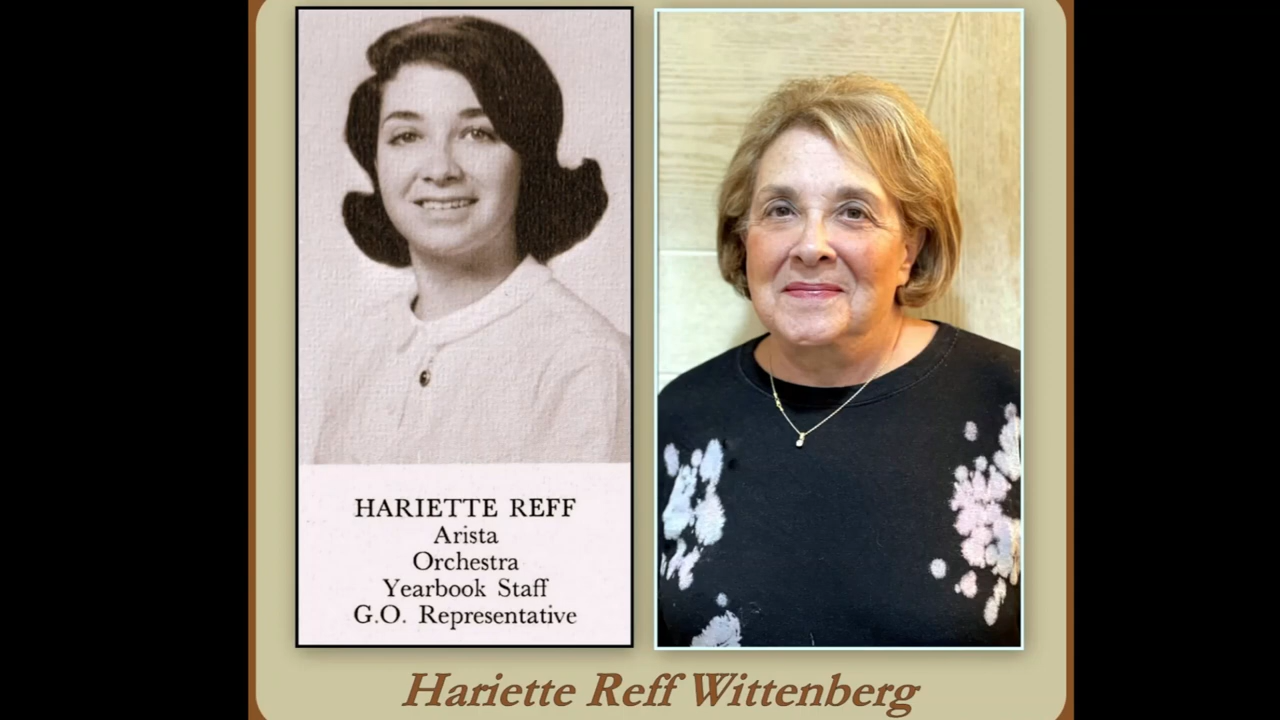 HARIETTE REFF
Arista
Orchestra
Yearbook Staff
G.O. Representative
Hariette Reff Wittenberg